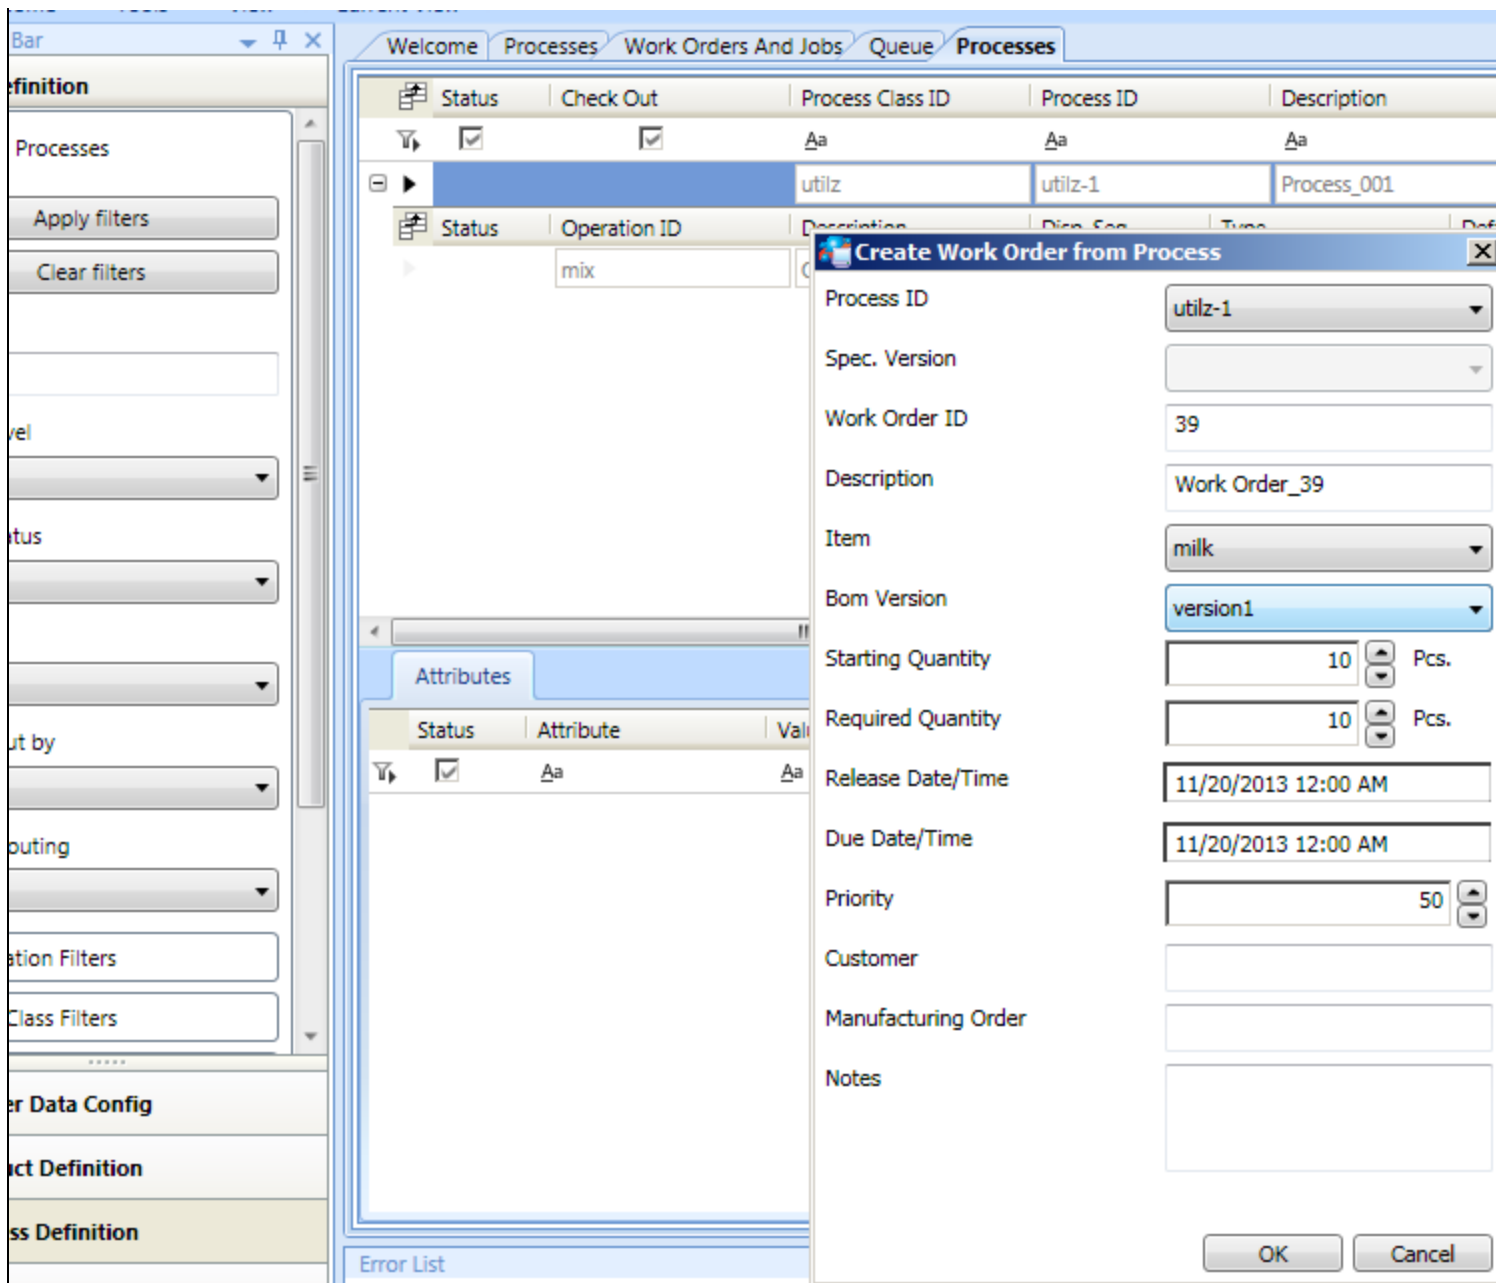 Bar
Welcome Processes Work Orders And Jobs Queue Processes
efinition
Status Check Out Process Class ID Process ID Description
Processes
Aa Aa Aa
utilz utilz-1 Process_001
Apply filters
Status Operation ID Description Disp. Seq. Type
Create Work Order from Process
Clear filters
mix
Process ID utilz-1
Spec. Version
Work Order ID 39
vel
Description Work Order_39
atus
Item milk
Bom Version version1
Starting Quantity 10 Pcs.
Attributes
Required Quantity 10 Pcs.
Status Attribute
ut by
Aa Aa
Release Date/Time 11/20/2013 12:00 AM
Due Date/Time 11/20/2013 12:00 AM
outing
Priority 50
ation Filters
Customer
Class Filters
Manufacturing Order
Notes
er Data Config
uct Definition
ss Definition
OK Cancel
Error List